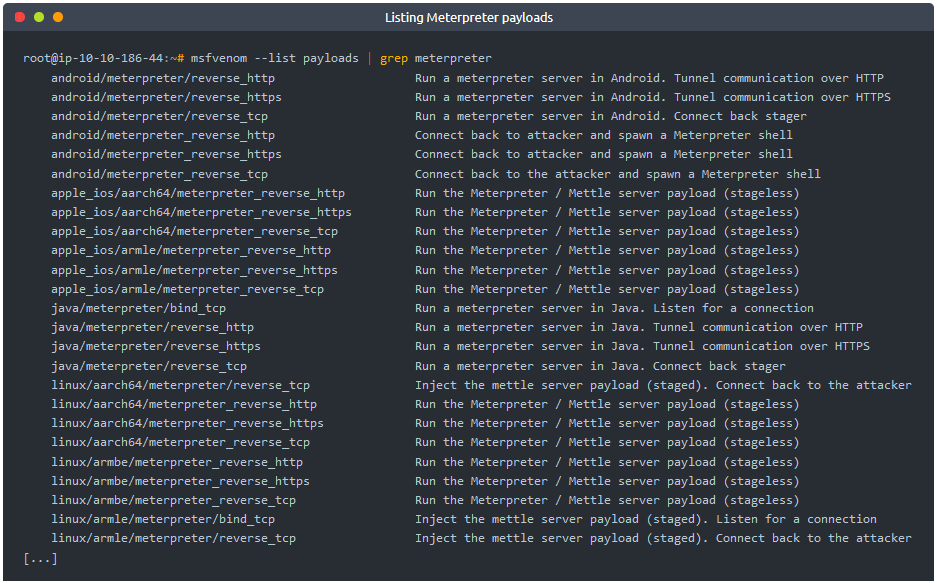 Listing Meterpreter payloads
root@ip-10-10-186-44:~# msfvenom --list payloads | grep meterpreter
android/meterpreter/reverse_http Run a meterpreter server in Android. Tunnel communication over HTTP
android/meterpreter/reverse_https Run a meterpreter server in Android. Tunnel communication over HTTPS
android/meterpreter/reverse_tcp Run a meterpreter server in Android. Connect back stager
android/meterpreter_reverse_http Connect back to attacker and spawn a Meterpreter shell
android/meterpreter_reverse_https Connect back to attacker and spawn a Meterpreter shell
android/meterpreter_reverse_tcp Connect back to the attacker and spawn a Meterpreter shell
apple_ios/aarch64/meterpreter_reverse_http Run the Meterpreter / Mettle server payload (stageless)
apple_ios/aarch64/meterpreter_reverse_https Run the Meterpreter / Mettle server payload (stageless)
apple_ios/aarch64/meterpreter_reverse_tcp Run the Meterpreter / Mettle server payload (stageless)
apple_ios/armle/meterpreter_reverse_http Run the Meterpreter / Mettle server payload (stageless)
apple_ios/armle/meterpreter_reverse_https Run the Meterpreter / Mettle server payload (stageless)
apple_ios/armle/meterpreter_reverse_tcp Run the Meterpreter / Mettle server payload (stageless)
java/meterpreter/bind_tcp Run a meterpreter server in Java. Listen for a connection
java/meterpreter/reverse_http Run a meterpreter server in Java. Tunnel communication over HTTP
java/meterpreter/reverse_https Run a meterpreter server in Java. Tunnel communication over HTTPS
java/meterpreter/reverse_tcp Run a meterpreter server in Java. Connect back stager
linux/aarch64/meterpreter/reverse_tcp Inject the mettle server payload (staged). Connect back to the attacker
linux/aarch64/meterpreter_reverse_http Run the Meterpreter / Mettle server payload (stageless)
linux/aarch64/meterpreter_reverse_https Run the Meterpreter / Mettle server payload (stageless)
linux/aarch64/meterpreter_reverse_tcp Run the Meterpreter / Mettle server payload (stageless)
linux/armbe/meterpreter_reverse_http Run the Meterpreter / Mettle server payload (stageless)
linux/armbe/meterpreter_reverse_https Run the Meterpreter / Mettle server payload (stageless)
linux/armbe/meterpreter_reverse_tcp Run the Meterpreter / Mettle server payload (stageless)
linux/armle/meterpreter/bind_tcp Inject the mettle server payload (staged). Listen for a connection
linux/armle/meterpreter/reverse_tcp Inject the mettle server payload (staged). Connect back to the attacker
[...]